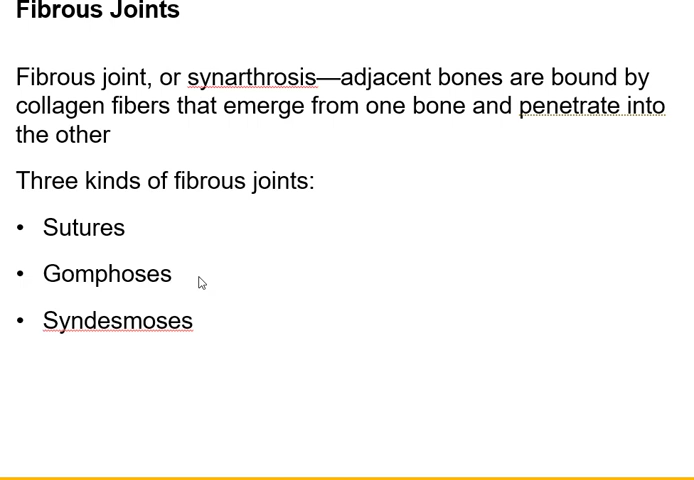 Fibrous Joints
Fibrous joint, or synarthrosis—adjacent bones are bound by
collagen fibers that emerge from one bone and penetrate into
the other
Three kinds of fibrous joints:
• Sutures
• Gomphoses
• Syndesmoses